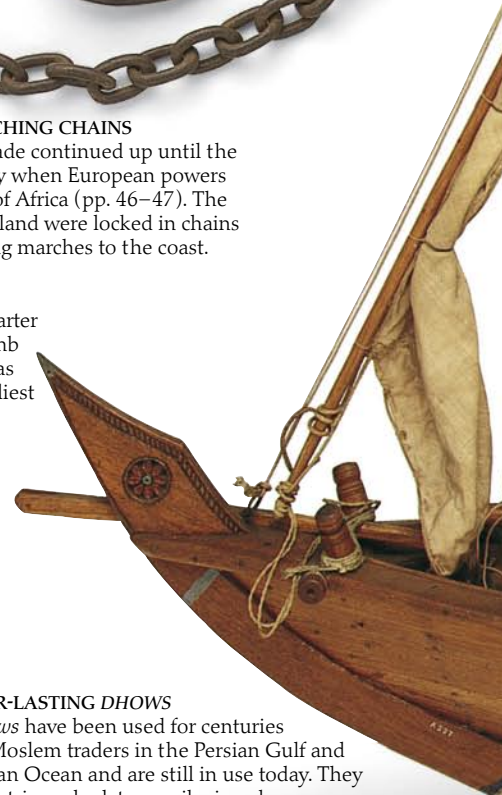 CHING CHAINS
ade continued up until the
y when European powers
of Africa (pp. 46–47). The
land were locked in chains
g marches to the coast.
arter
mb
as
liest
R-LASTING DHOWS
ws have been used for centuries
Moslem traders in the Persian Gulf and
an Ocean and are still in use today. They